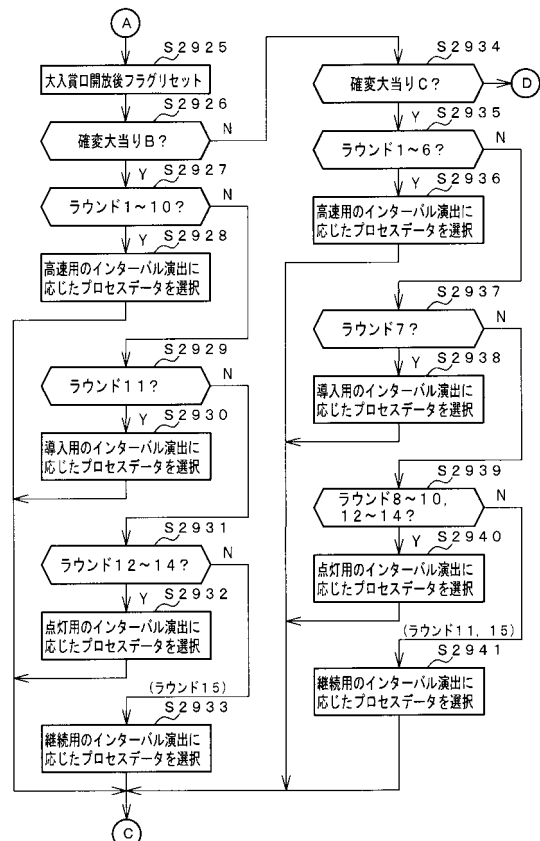 A
S2925
大入賞口開放後フラグリセット
S2926
確変大当りB?
N
Y
S2927
ラウンド1~10?
N
Y
S2928
高速用のインターバル演出に
応じたプロセスデータを選択
S2929
ラウンド11?
N
Y
S2930
導入用のインターバル演出に
応じたプロセスデータを選択
S2931
ラウンド12~14?
N
Y
S2932
点灯用のインターバル演出に
応じたプロセスデータを選択
(ラウンド15)
S2933
継続用のインターバル演出に
応じたプロセスデータを選択
C
S2934
確変大当りC?
D
Y
S2935
ラウンド1~6?
N
Y
S2936
高速用のインターバル演出に
応じたプロセスデータを選択
S2937
ラウンド7?
N
Y
S2938
導入用のインターバル演出に
応じたプロセスデータを選択
S2939
ラウンド8~10,
12~14?
N
Y
S2940
点灯用のインターバル演出に
応じたプロセスデータを選択
(ラウンド11,15)
S2941
継続用のインターバル演出に
応じたプロセスデータを選択